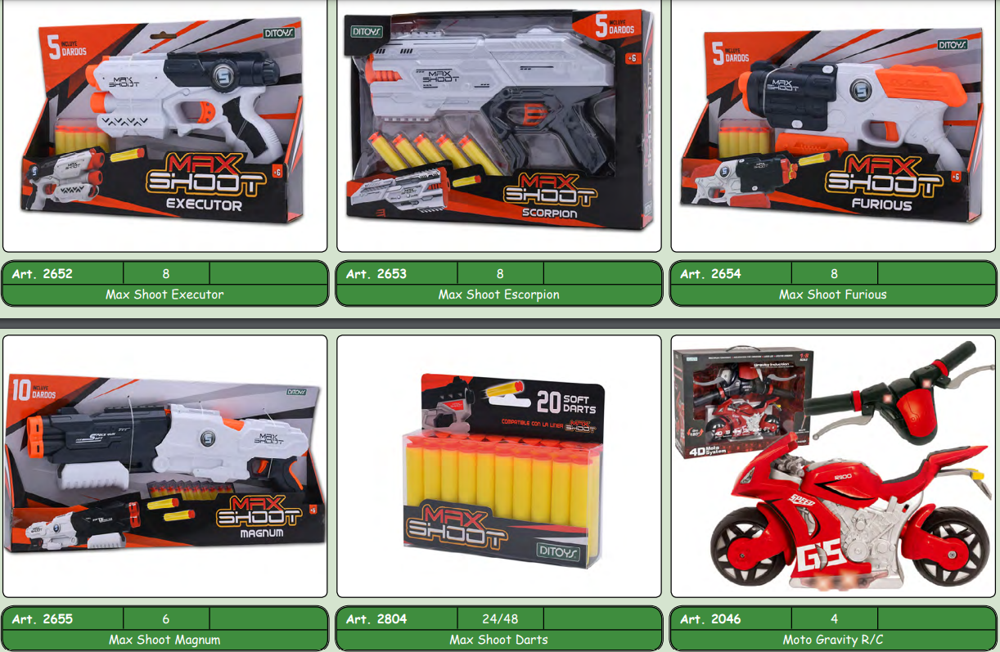 5 INCLUYE
DARDOS
DITOYS
MAX
SHOOT
S
MAX
SHOOT
EXECUTOR
+6
DITOYS
5 INCLUYE
DARDOS
+6
MAX
SHOOT
MAX
SHOOT
SCORPION
5 INCLUYE
DARDOS
DITOYS
MAX
SHOOT
S
MAX
SHOOT
FURIOUS
+6
Art. 2652 8
Max Shoot Executor
Art. 2653 8
Max Shoot Escorpion
Art. 2654 8
Max Shoot Furious
10 INCLUYE
DARDOS
DITOYS
S
MAX
SHOOT
MAX
SHOOT
MAGNUM
+6
20 SOFT
DARTS
COMPATIBLE CON LA LINEA MAX SHOOT
MAX
SHOOT
DITOYS
Gravity Induction
4D Moto
System
R900
SPEED
GS
Art. 2655 6
Max Shoot Magnum
Art. 2804 24/48
Max Shoot Darts
Art. 2046 4
Moto Gravity R/C